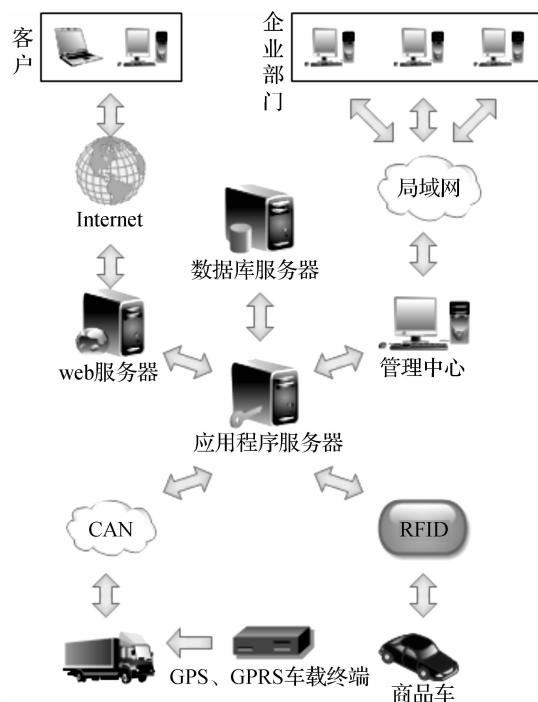 客户
企业部门
局域网
Internet
数据库服务器
web服务器
管理中心
应用程序服务器
CAN
RFID
GPS、GPRS车载终端
商品车